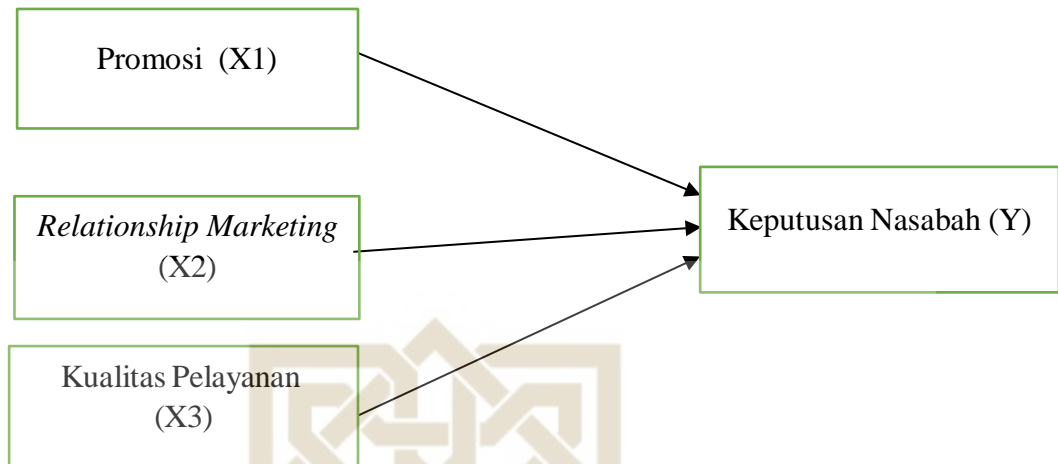 Promosi (X1)
Relationship Marketing
(X2)
Keputusan Nasabah (Y)
Kualitas Pelayanan
(X3)